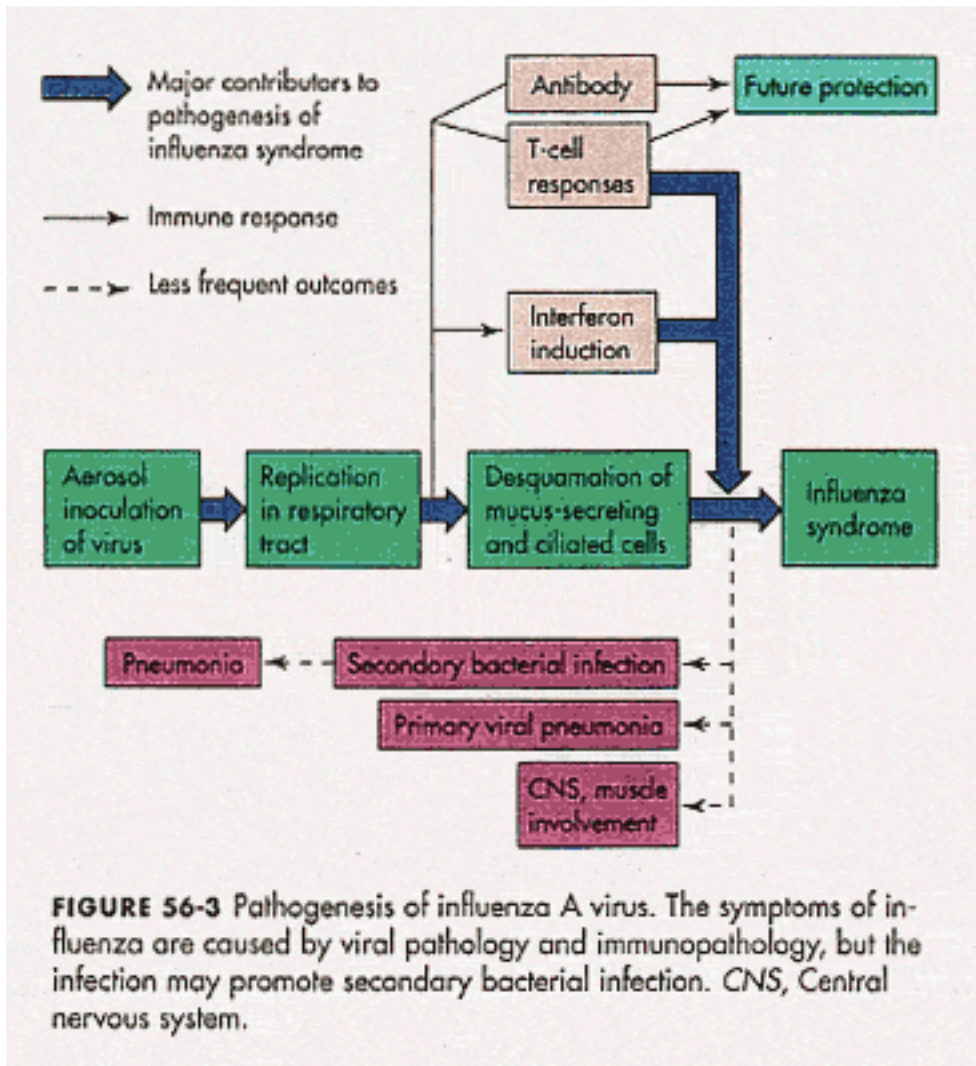 Major contributors to
pathogenesis of
influenza syndrome
Immune response
Less frequent outcomes
Antibody
Future protection
T-cell
responses
Interferon
induction
Aerosol
inoculation
of virus
Replication
in respiratory
tract
Desquamation of
mucus-secreting
and ciliated cells
Influenza
syndrome
Pneumonia
Secondary bacterial infection
Primary viral pneumonia
CNS, muscle
involvement
FIGURE 56-3 Pathogenesis of influenza A virus. The symptoms of in-
fluenza are caused by viral pathology and immunopathology, but the
infection may promote secondary bacterial infection. CNS, Central
nervous system.